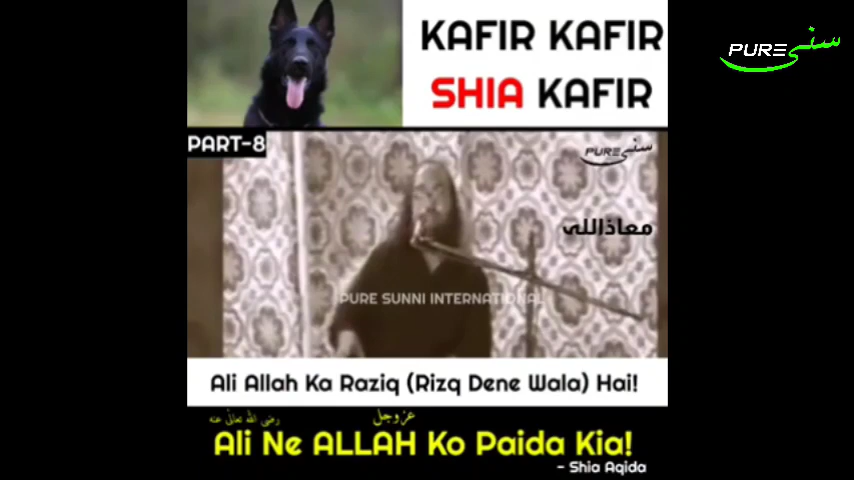 KAFIR KAFIR
SHIA KAFIR
PURE سنی
PART-8
PURE سنی
معاذاللہ
PURE SUNNI INTERNATIONAL
Ali Allah Ka Raziq (Rizq Dene Wala) Hai!
رضی اللہ تعالٰی عنہ عزوجل
Ali Ne ALLAH Ko Paida Kia!
- Shia Aqida